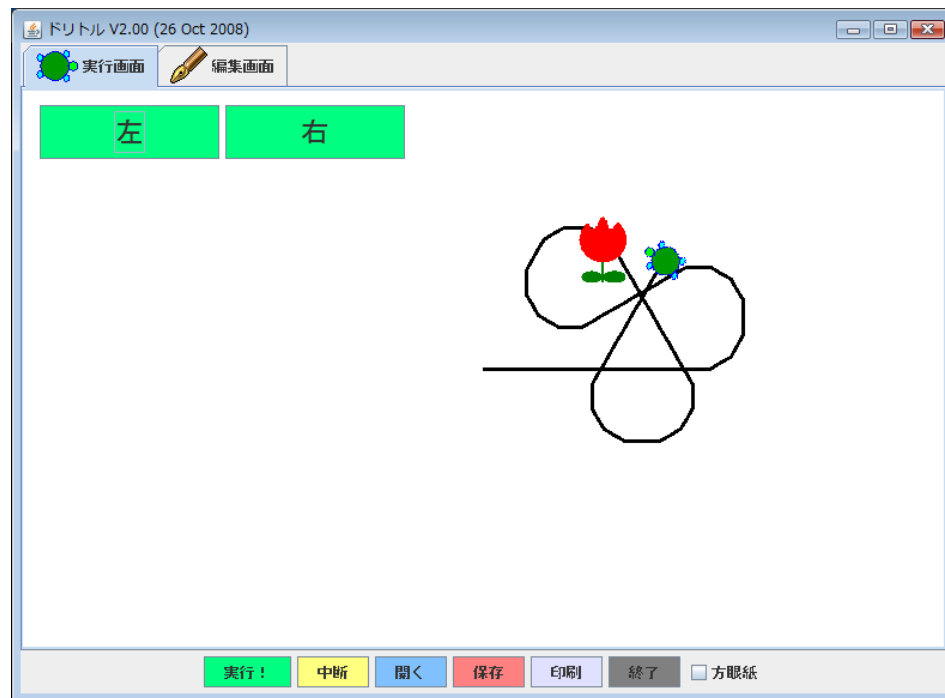 ドリトル V2.00 (26 Oct 2008)
実行画面 編集画面
左 右
実行！ 中断 開く 保存 印刷 終了 方眼紙